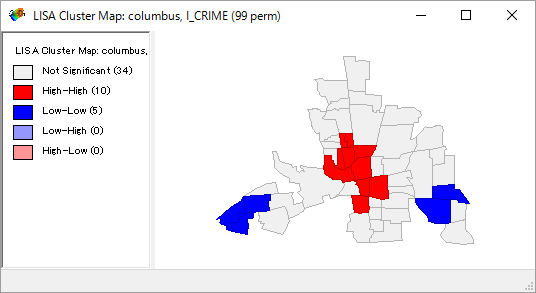 LISA Cluster Map: columbus, I_CRIME (99 perm)
LISA Cluster Map: columbus,
Not Significant (34)
High-High (10)
Low-Low (5)
Low-High (0)
High-Low (0)